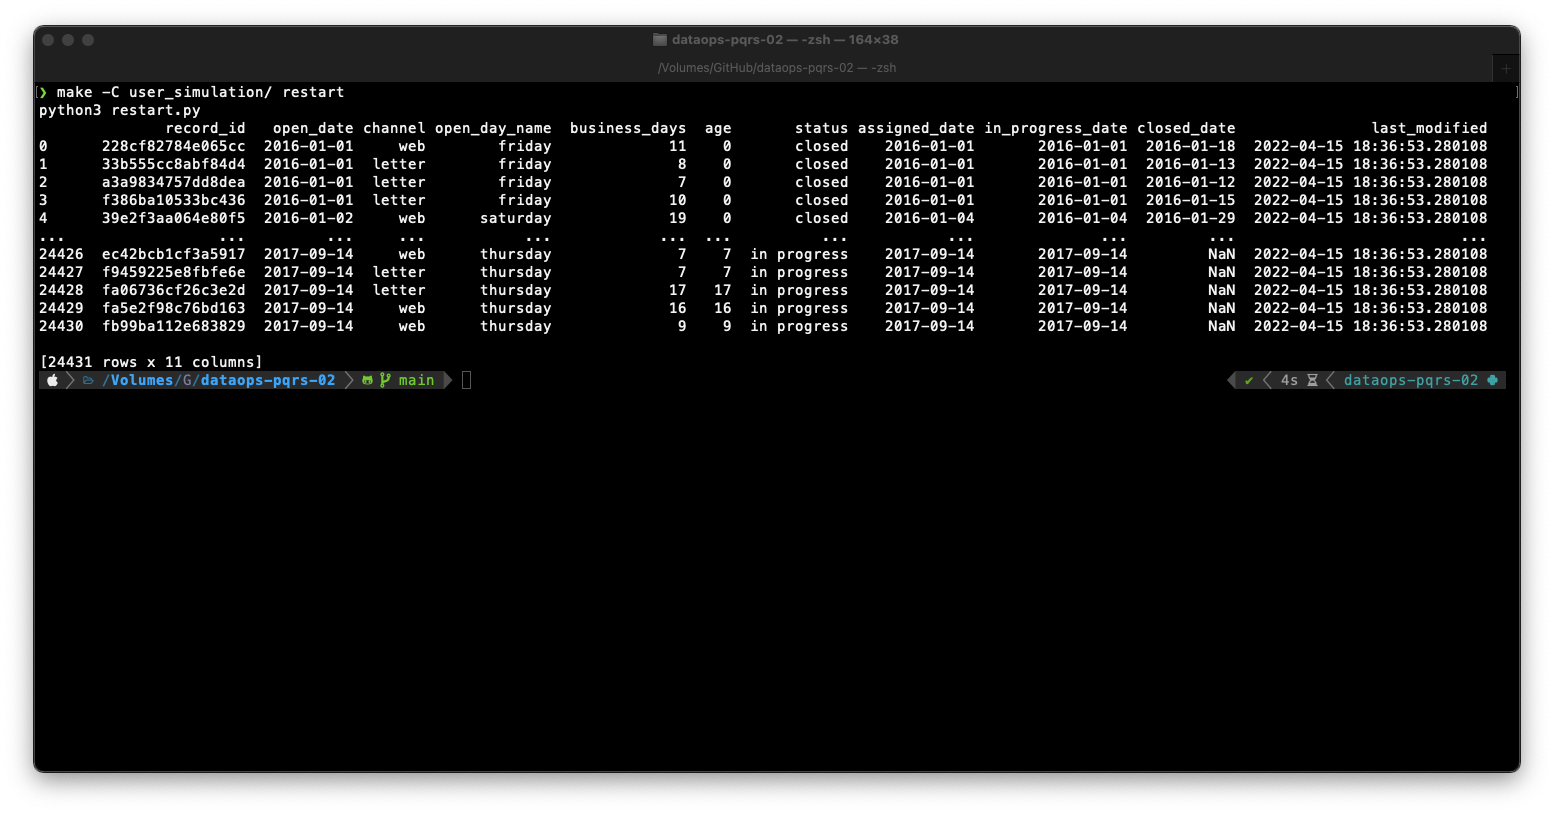 dataops-pqrs-02 — -zsh — 164×38
/Volumes/GitHub/dataops-pqrs-02 — -zsh
+
❯ make -C user_simulation/ restart
python3 restart.py
record_id open_date channel open_day_name business_days age status assigned_date in_progress_date closed_date last_modified
0 228cf82784e065cc 2016-01-01 web friday 11 0 closed 2016-01-01 2016-01-01 2016-01-18 2022-04-15 18:36:53.280108
1 33b555cc8abf84d4 2016-01-01 letter friday 8 0 closed 2016-01-01 2016-01-01 2016-01-13 2022-04-15 18:36:53.280108
2 a3a9834757dd8dea 2016-01-01 letter friday 7 0 closed 2016-01-01 2016-01-01 2016-01-12 2022-04-15 18:36:53.280108
3 f386ba10533bc436 2016-01-01 letter friday 10 0 closed 2016-01-01 2016-01-01 2016-01-15 2022-04-15 18:36:53.280108
4 39e2f3aa064e80f5 2016-01-02 web saturday 19 0 closed 2016-01-04 2016-01-04 2016-01-29 2022-04-15 18:36:53.280108
... ... ... ... ... ... ... ... ... ... ... ...
24426 ec42bcb1cf3a5917 2017-09-14 web thursday 7 7 in progress 2017-09-14 2017-09-14 NaN 2022-04-15 18:36:53.280108
24427 f9459225e8fbfe6e 2017-09-14 letter thursday 7 7 in progress 2017-09-14 2017-09-14 NaN 2022-04-15 18:36:53.280108
24428 fa06736cf26c3e2d 2017-09-14 letter thursday 17 17 in progress 2017-09-14 2017-09-14 NaN 2022-04-15 18:36:53.280108
24429 fa5e2f98c76bd163 2017-09-14 web thursday 16 16 in progress 2017-09-14 2017-09-14 NaN 2022-04-15 18:36:53.280108
24430 fb99ba112e683829 2017-09-14 web thursday 9 9 in progress 2017-09-14 2017-09-14 NaN 2022-04-15 18:36:53.280108
[24431 rows x 11 columns]
/Volumes/G/dataops-pqrs-02 main ✔ 4s dataops-pqrs-02